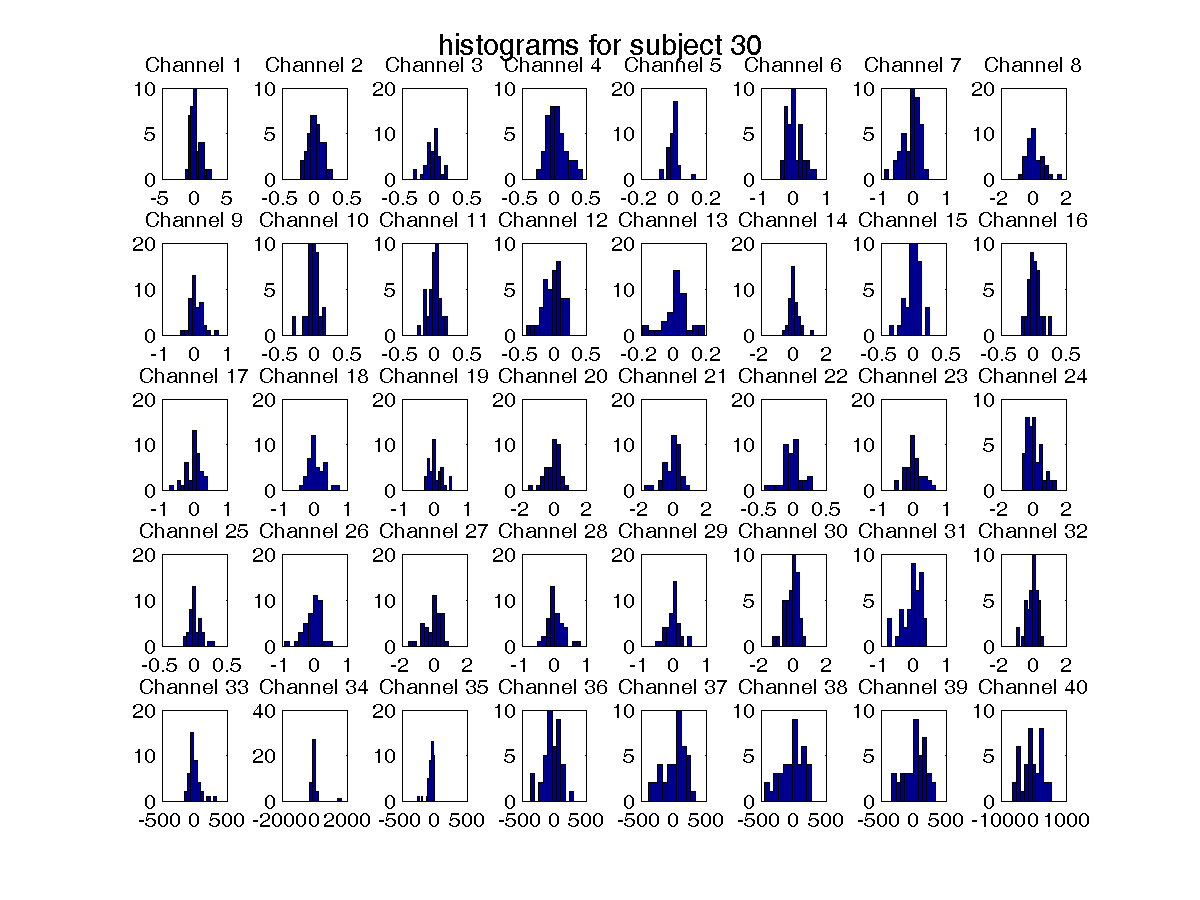 histograms for subject 30
Channel 1 Channel 2 Channel 3 Channel 4 Channel 5 Channel 6 Channel 7 Channel 8
10 10 20 10 20 10 10 20
5 5 10 5 10 5 5 10
0 0 0 0 0 0 0 0
-5 0 5 -0.5 0 0.5 -0.5 0 0.5 -0.5 0 0.5 -0.2 0 0.2 -1 0 1 -1 0 1 -2 0 2
Channel 9 Channel 10 Channel 11 Channel 12 Channel 13 Channel 14 Channel 15 Channel 16
20 10 10 10 20 20 10 10
10 5 5 5 10 10 5 5
0 0 0 0 0 0 0 0
-1 0 1 -0.5 0 0.5 -0.5 0 0.5 -0.5 0 0.5 -0.2 0 0.2 -2 0 2 -0.5 0 0.5 -0.5 0 0.5
Channel 17 Channel 18 Channel 19 Channel 20 Channel 21 Channel 22 Channel 23 Channel 24
20 20 20 20 20 20 20 10
10 10 10 10 10 10 10 5
0 0 0 0 0 0 0 0
-1 0 1 -1 0 1 -1 0 1 -2 0 2 -2 0 2 -0.5 0 0.5 -1 0 1 -2 0 2
Channel 25 Channel 26 Channel 27 Channel 28 Channel 29 Channel 30 Channel 31 Channel 32
20 20 20 20 20 10 10 10
10 10 10 10 10 5 5 5
0 0 0 0 0 0 0 0
-0.5 0 0.5 -1 0 1 -2 0 2 -2 0 2 -1 0 1 -2 0 2 -1 0 1 -2 0 2
Channel 33 Channel 34 Channel 35 Channel 36 Channel 37 Channel 38 Channel 39 Channel 40
20 40 20 10 10 10 10 10
10 20 10 5 5 5 5 5
0 0 0 0 0 0 0 0
-500 0 500 -2000 0 2000 -500 0 500 -500 0 500 -500 0 500 -500 0 500 -500 0 500 -1000 0 1000